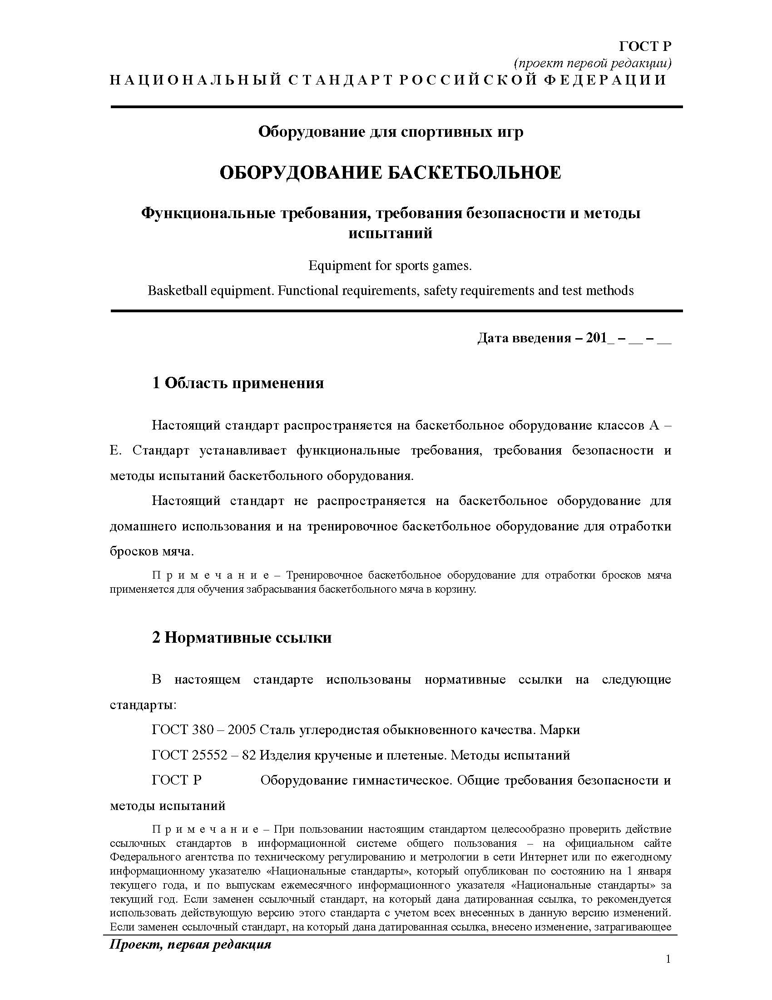 ГОСТ Р
(проект первой редакции)
Н А Ц И О Н А Л Ь Н Ы Й С Т А Н Д А Р Т Р О С С И Й С К О Й Ф Е Д Е Р А Ц И И
Оборудование для спортивных игр
ОБОРУДОВАНИЕ БАСКЕТБОЛЬНОЕ
Функциональные требования, требования безопасности и методы
испытаний
Equipment for sports games.
Basketball equipment. Functional requirements, safety requirements and test methods
Дата введения – 201_ – __ – __
1 Область применения
Настоящий стандарт распространяется на баскетбольное оборудование классов А –
Е. Стандарт устанавливает функциональные требования, требования безопасности и
методы испытаний баскетбольного оборудования.
Настоящий стандарт не распространяется на баскетбольное оборудование для
домашнего использования и на тренировочное баскетбольное оборудование для отработки
бросков мяча.
П р и м е ч а н и е – Тренировочное баскетбольное оборудование для отработки бросков мяча
применяется для обучения забрасывания баскетбольного мяча в корзину.
2 Нормативные ссылки
В настоящем стандарте использованы нормативные ссылки на следующие
стандарты:
ГОСТ 380 – 2005 Сталь углеродистая обыкновенного качества. Марки
ГОСТ 25552 – 82 Изделия крученые и плетеные. Методы испытаний
ГОСТ Р Оборудование гимнастическое. Общие требования безопасности и
методы испытаний
П р и м е ч а н и е – При пользовании настоящим стандартом целесообразно проверить действие
ссылочных стандартов в информационной системе общего пользования – на официальном сайте
Федерального агентства по техническому регулированию и метрологии в сети Интернет или по ежегодному
информационному указателю «Национальные стандарты», который опубликован по состоянию на 1 января
текущего года, и по выпускам ежемесячного информационного указателя «Национальные стандарты» за
текущий год. Если заменен ссылочный стандарт, на который дана датированная ссылка, то рекомендуется
использовать действующую версию этого стандарта с учетом всех внесенных в данную версию изменений.
Если заменен ссылочный стандарт, на который дана датированная ссылка, внесено изменение, затрагивающее
Проект, первая редакция
1